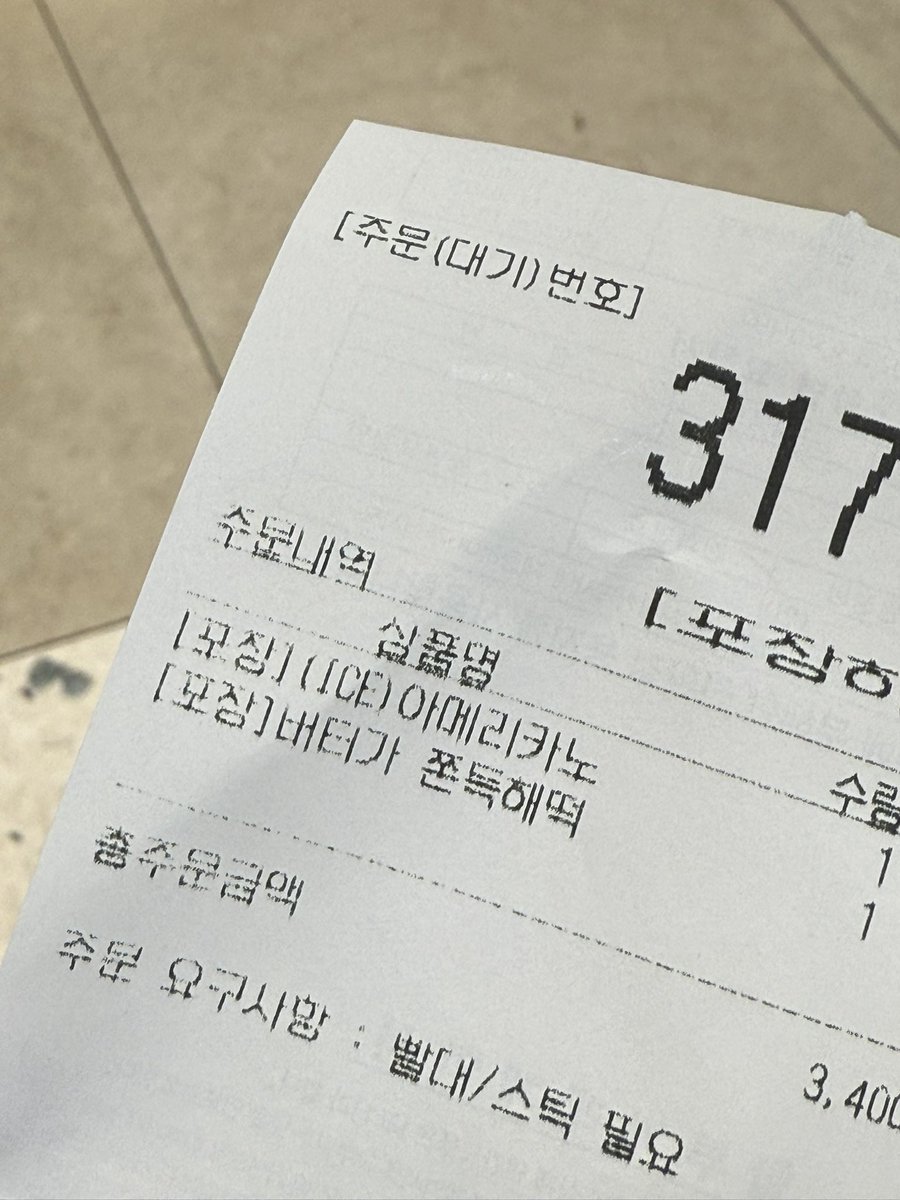 [주문(대기)번호]
317
[포장하
주문내역
상품명 수량
[포장](ICE)아메리카노 1
[포장]버터가 쫀득해떡 1
총주문금액 3,400
주문 요구사항 : 빨대/스틱 필요